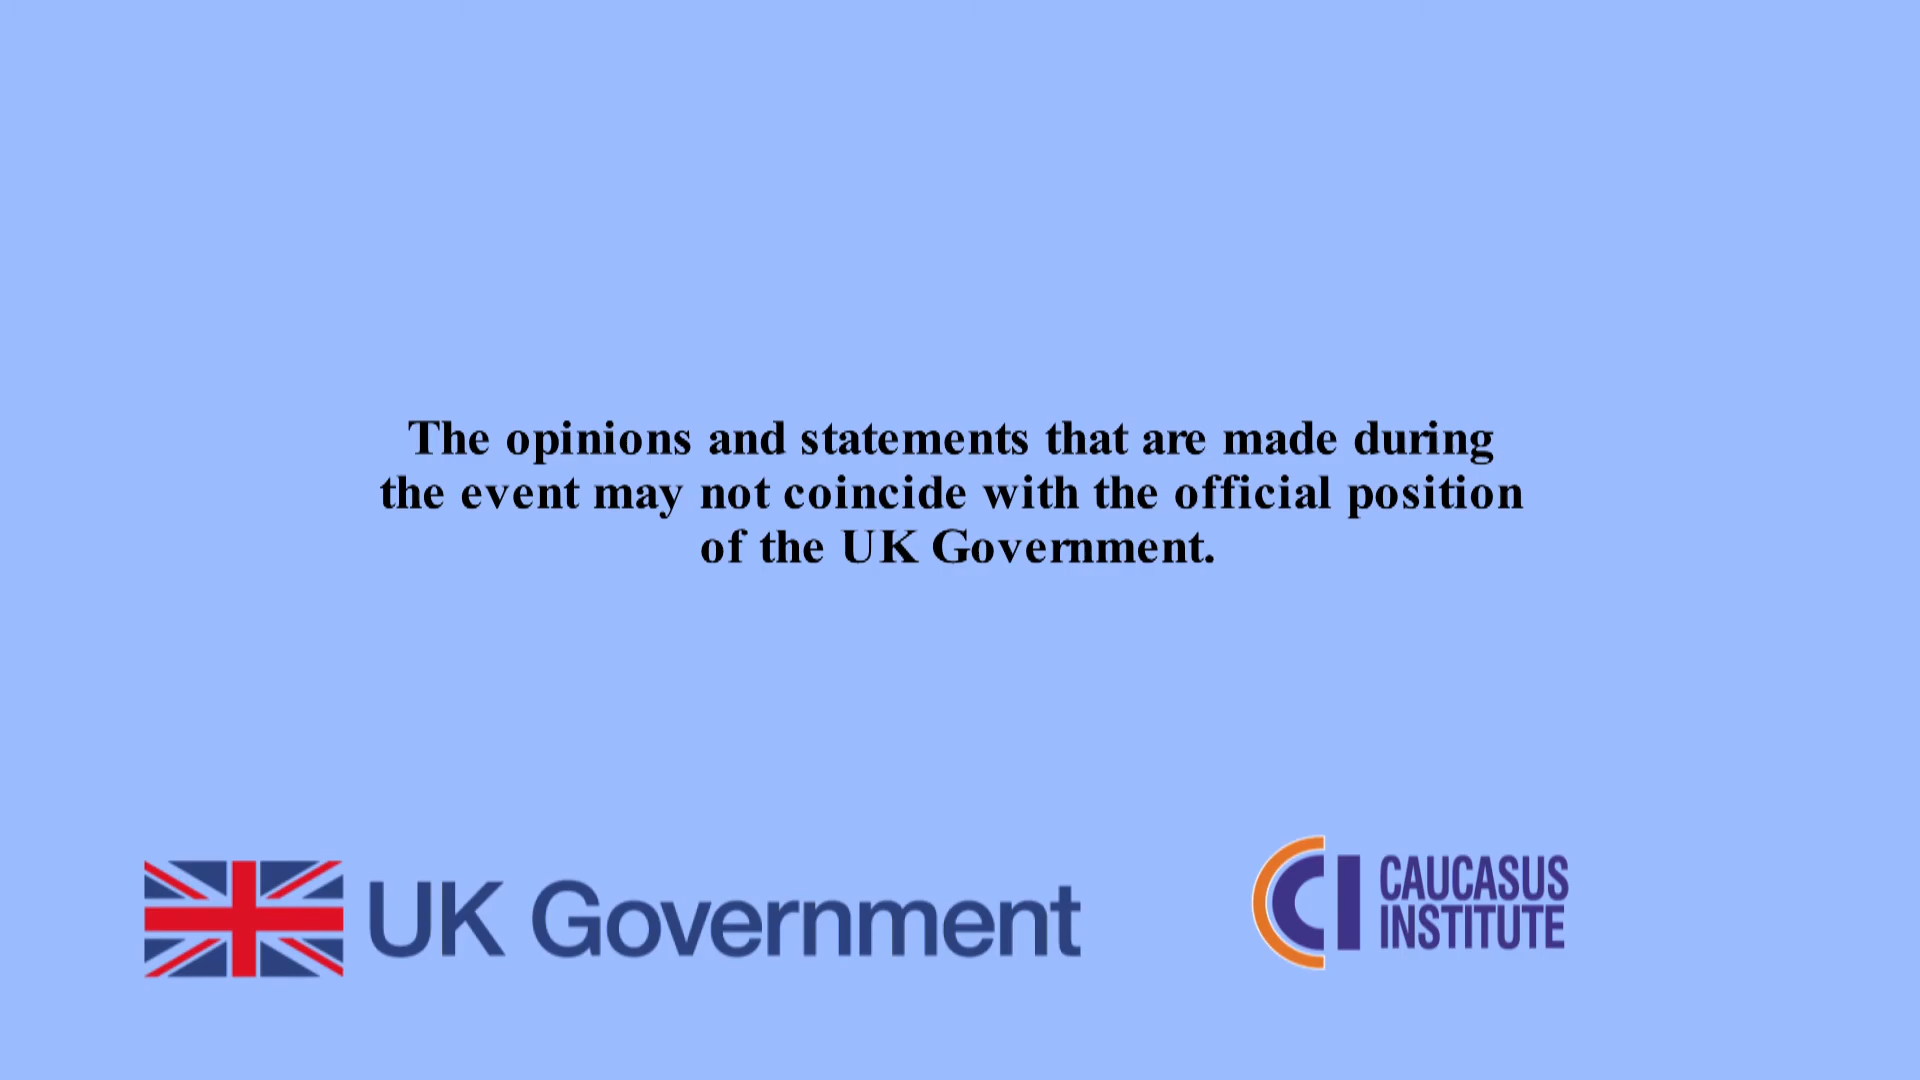 The opinions and statements that are made during
the event may not coincide with the official position
of the UK Government.
UK Government
CI CAUCASUS
INSTITUTE